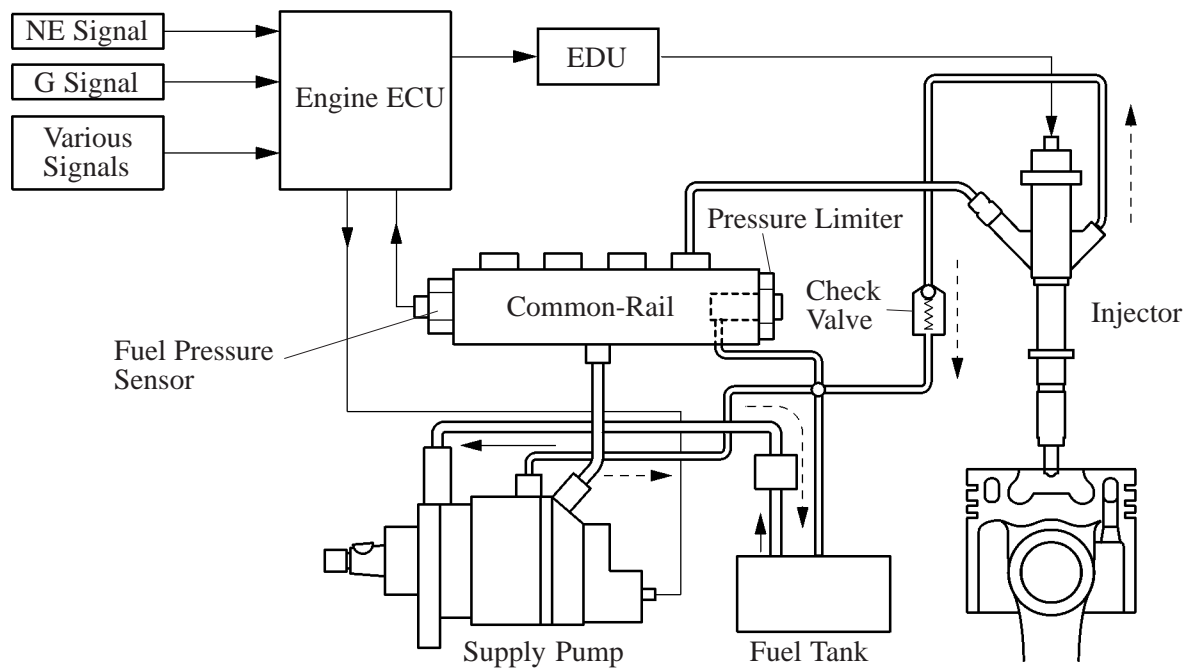 NE Signal
G Signal
Various
Signals
Engine ECU
EDU
Pressure Limiter
Common-Rail
Check
Valve
Injector
Fuel Pressure
Sensor
Supply Pump
Fuel Tank